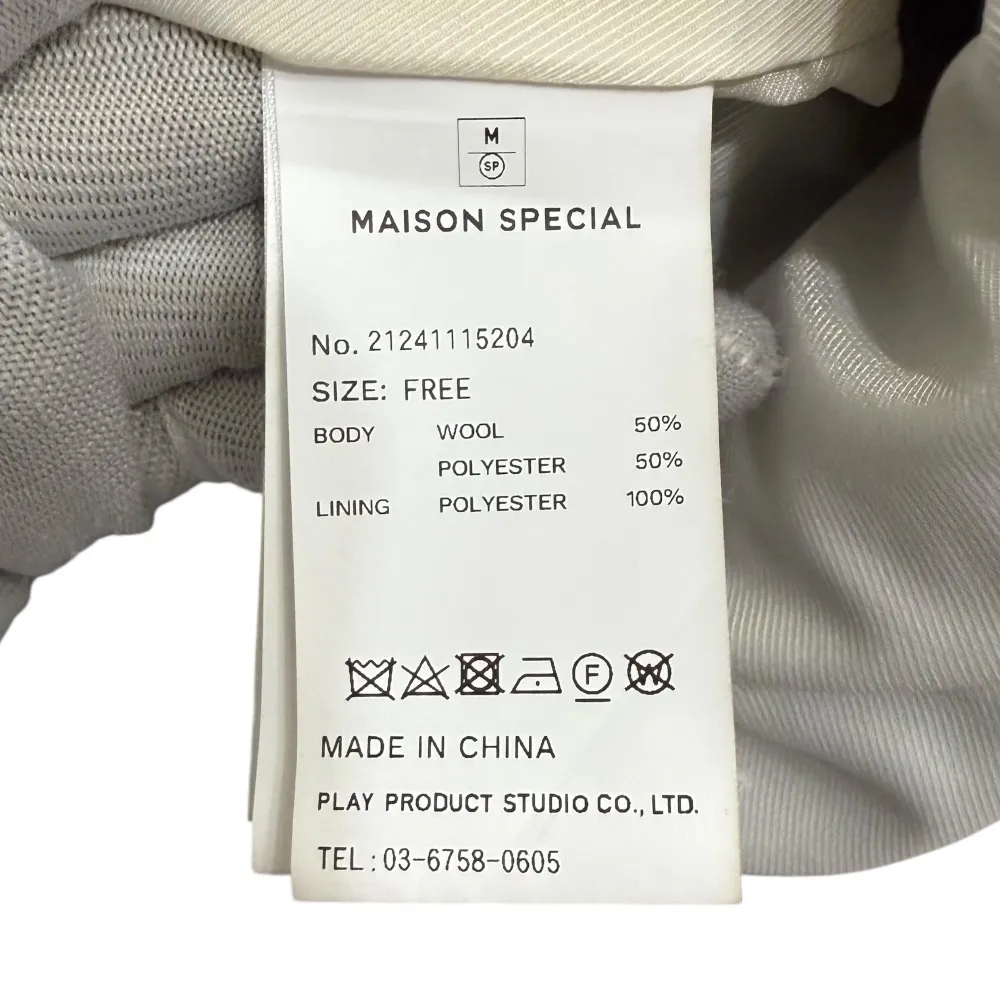 M
SP
MAISON SPECIAL
No. 21241115204
SIZE: FREE
BODY WOOL 50%
POLYESTER 50%
LINING POLYESTER 100%
F
W
MADE IN CHINA
PLAY PRODUCT STUDIO CO., LTD.
TEL : 03-6758-0605